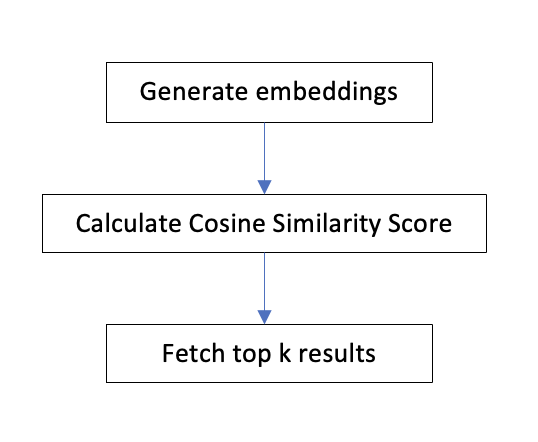 Generate embeddings
Calculate Cosine Similarity Score
Fetch top k results